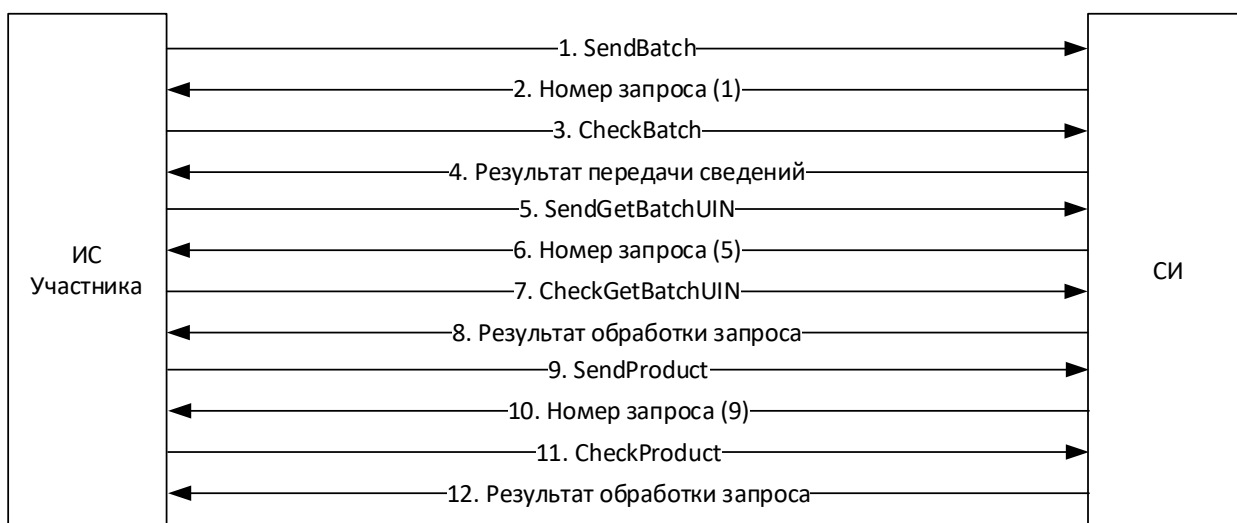 1. SendBatch
2. Номер запроса (1)
3. CheckBatch
4. Результат передачи сведений
5. SendGetBatchUIN
6. Номер запроса (5)
7. CheckGetBatchUIN
8. Результат обработки запроса
9. SendProduct
10. Номер запроса (9)
11. CheckProduct
12. Результат обработки запроса
ИС
Участника
СИ